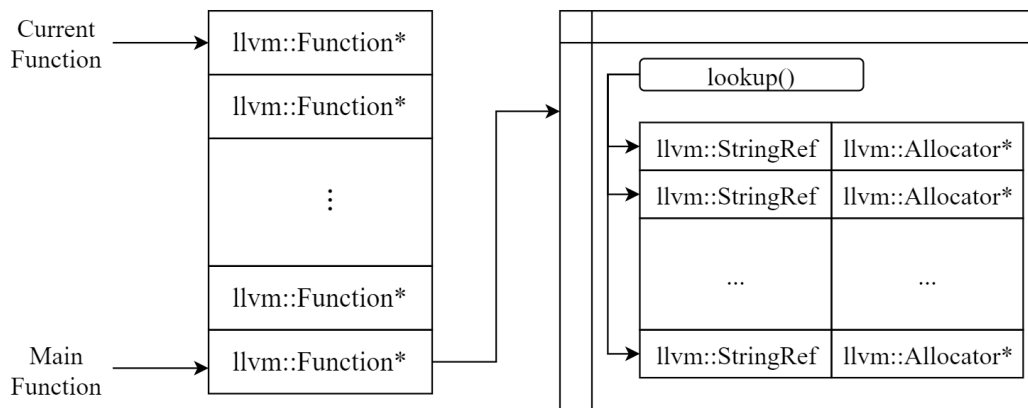 Current
Function
llvm::Function*
llvm::Function*
⋮
llvm::Function*
Main
Function
llvm::Function*
lookup()
llvm::StringRef llvm::Allocator*
llvm::StringRef llvm::Allocator*
... ...
llvm::StringRef llvm::Allocator*